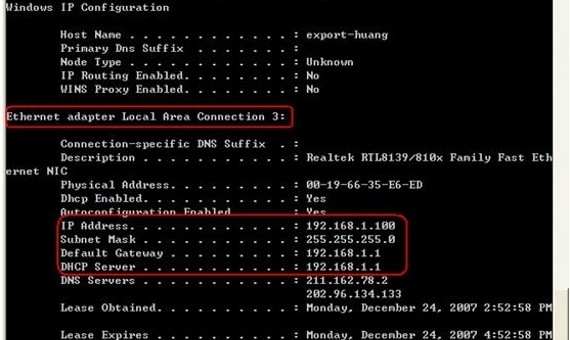 Windows IP Configuration
Host Name . . . . . . . . . . . . : export-huang
Primary Dns Suffix  . . . . . . . :
Node Type . . . . . . . . . . . . : Unknown
IP Routing Enabled. . . . . . . . : No
WINS Proxy Enabled. . . . . . . . : No
Ethernet adapter Local Area Connection 3:
Connection-specific DNS Suffix  . :
Description . . . . . . . . . . . : Realtek RTL8139/810x Family Fast Eth
ernet NIC
Physical Address. . . . . . . . . : 00-19-66-35-E6-ED
Dhcp Enabled. . . . . . . . . . . : Yes
Autoconfiguration Enabled . . . . : Yes
IP Address. . . . . . . . . . . . : 192.168.1.100
Subnet Mask . . . . . . . . . . . : 255.255.255.0
Default Gateway . . . . . . . . . : 192.168.1.1
DHCP Server . . . . . . . . . . . : 192.168.1.1
DNS Servers . . . . . . . . . . . : 211.162.78.2
202.96.134.133
Lease Obtained. . . . . . . . . . : Monday, December 24, 2007 2:52:58 PM
Lease Expires . . . . . . . . . . : Monday, December 24, 2007 4:52:58 PM